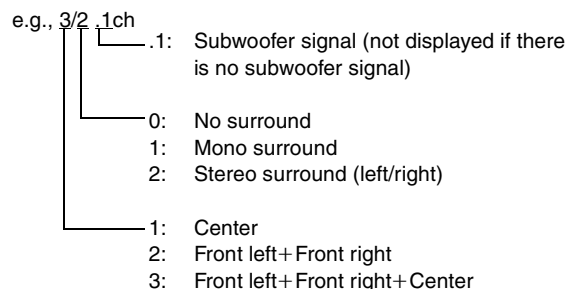 e.g., 3/2 .1ch
.1: Subwoofer signal (not displayed if there
is no subwoofer signal)
0: No surround
1: Mono surround
2: Stereo surround (left/right)
1: Center
2: Front left+Front right
3: Front left+Front right+Center